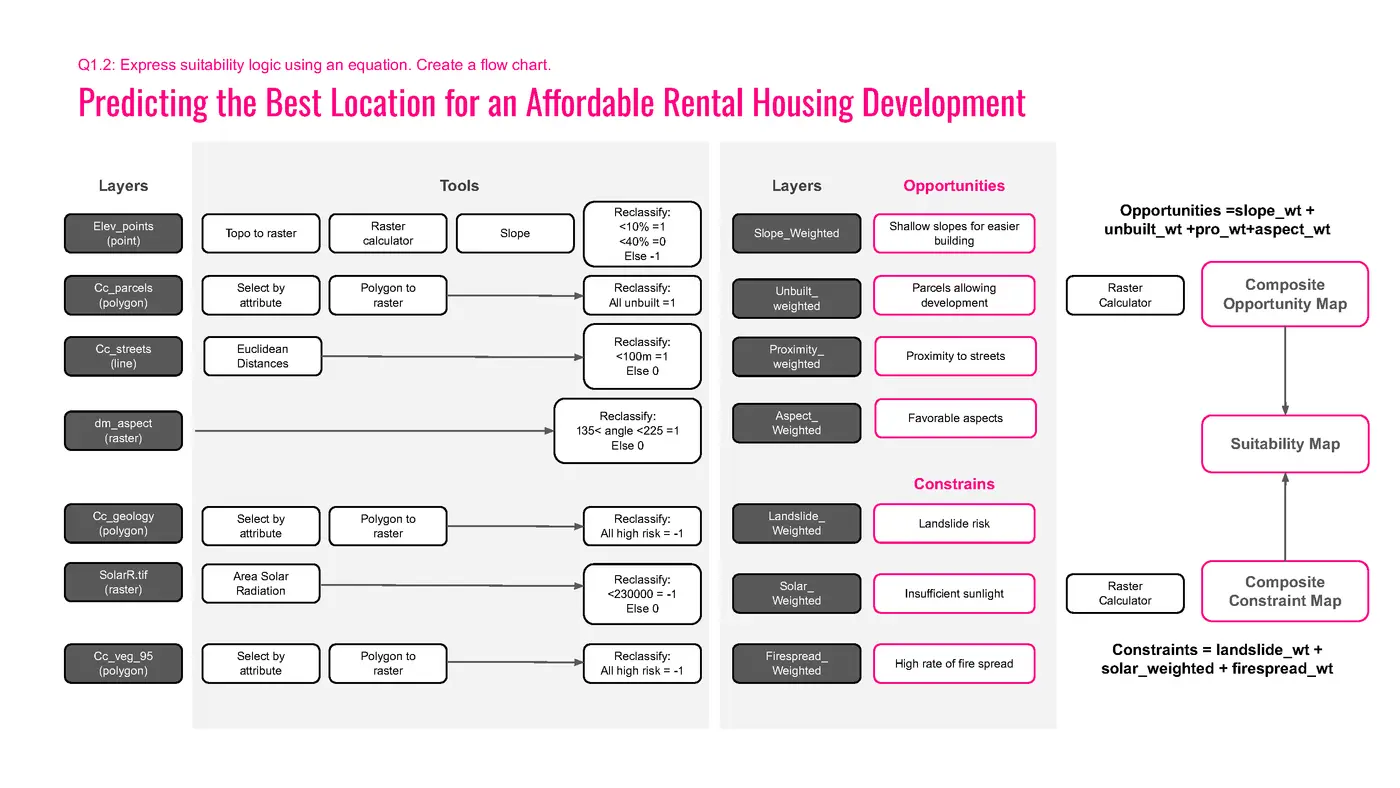 Q1.2: Express suitability logic using an equation. Create a flow chart.
Predicting the Best Location for an Affordable Rental Housing Development
Layers
Tools
Layers
Opportunities
Elev_points
(point)
Topo to raster
Raster
calculator
Slope
Reclassify:
<10% =1
<40% =0
Else -1
Slope_Weighted
Shallow slopes for easier
building
Opportunities =slope_wt +
unbuilt_wt +pro_wt+aspect_wt
Cc_parcels
(polygon)
Select by
attribute
Polygon to
raster
Reclassify:
All unbuilt =1
Unbuilt_
weighted
Parcels allowing
development
Raster
Calculator
Composite
Opportunity Map
Cc_streets
(line)
Euclidean
Distances
Reclassify:
<100m =1
Else 0
Proximity_
weighted
Proximity to streets
dm_aspect
(raster)
Reclassify:
135< angle <225 =1
Else 0
Aspect_
Weighted
Favorable aspects
Suitability Map
Constrains
Cc_geology
(polygon)
Select by
attribute
Polygon to
raster
Reclassify:
All high risk = -1
Landslide_
Weighted
Landslide risk
SolarR.tif
(raster)
Area Solar
Radiation
Reclassify:
<230000 = -1
Else 0
Solar_
Weighted
Insufficient sunlight
Raster
Calculator
Composite
Constraint Map
Cc_veg_95
(polygon)
Select by
attribute
Polygon to
raster
Reclassify:
All high risk = -1
Firespread_
Weighted
High rate of fire spread
Constraints = landslide_wt +
solar_weighted + firespread_wt